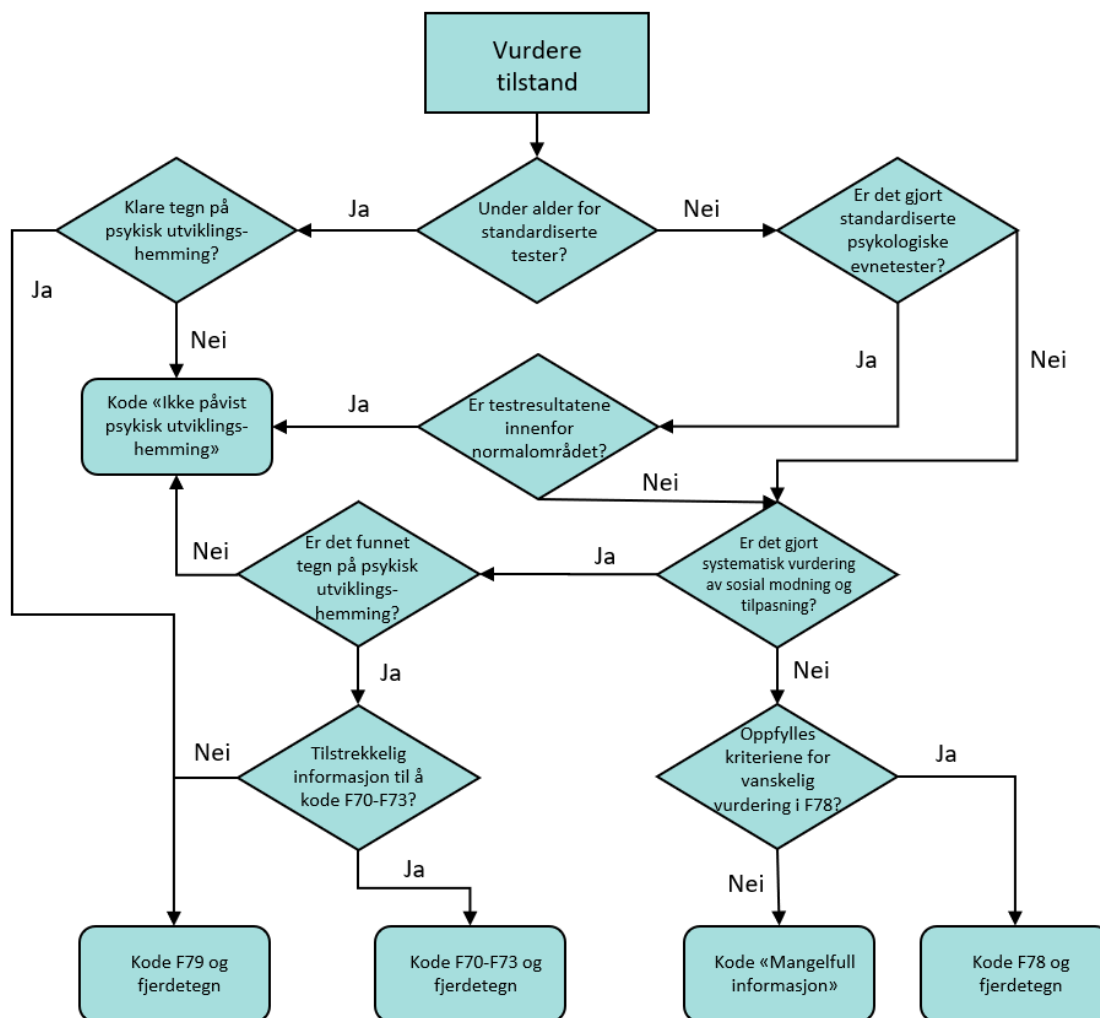 Vurdere
tilstand
Klare tegn på
psykisk utviklings-
hemming?
Ja
Under alder for
standardiserte
tester?
Nei
Er det gjort
standardiserte
psykologiske
evnetester?
Ja
Nei
Ja
Nei
Kode «Ikke påvist
psykisk utviklings-
hemming»
Ja
Er testresultatene
innenfor
normalområdet?
Nei
Er det funnet
tegn på psykisk
utviklings-
hemming?
Nei
Ja
Er det gjort
systematisk vurdering
av sosial modning og
tilpasning?
Ja
Nei
Nei
Tilstrekkelig
informasjon til å
kode F70-F73?
Oppfylles
kriteriene for
vanskelig
vurdering i F78?
Ja
Ja
Nei
Kode F79 og
fjerdetegn
Kode F70-F73 og
fjerdetegn
Kode «Mangelfull
informasjon»
Kode F78 og
fjerdetegn